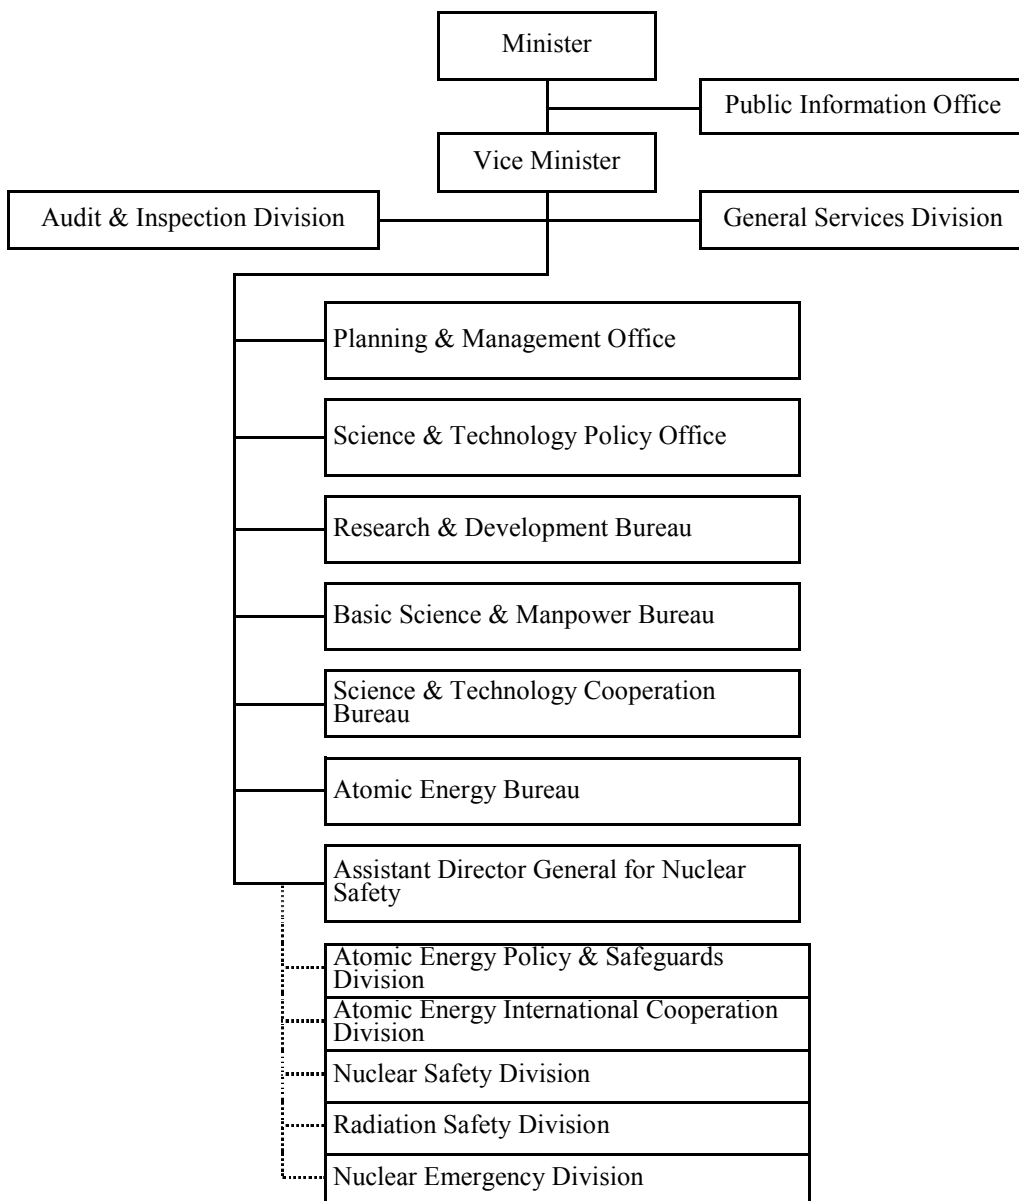 Minister
Public Information Office
Vice Minister
Audit & Inspection Division
General Services Division
Planning & Management Office
Science & Technology Policy Office
Research & Development Bureau
Basic Science & Manpower Bureau
Science & Technology Cooperation
Bureau
Atomic Energy Bureau
Assistant Director General for Nuclear
Safety
Atomic Energy Policy & Safeguards
Division
Atomic Energy International Cooperation
Division
Nuclear Safety Division
Radiation Safety Division
Nuclear Emergency Division